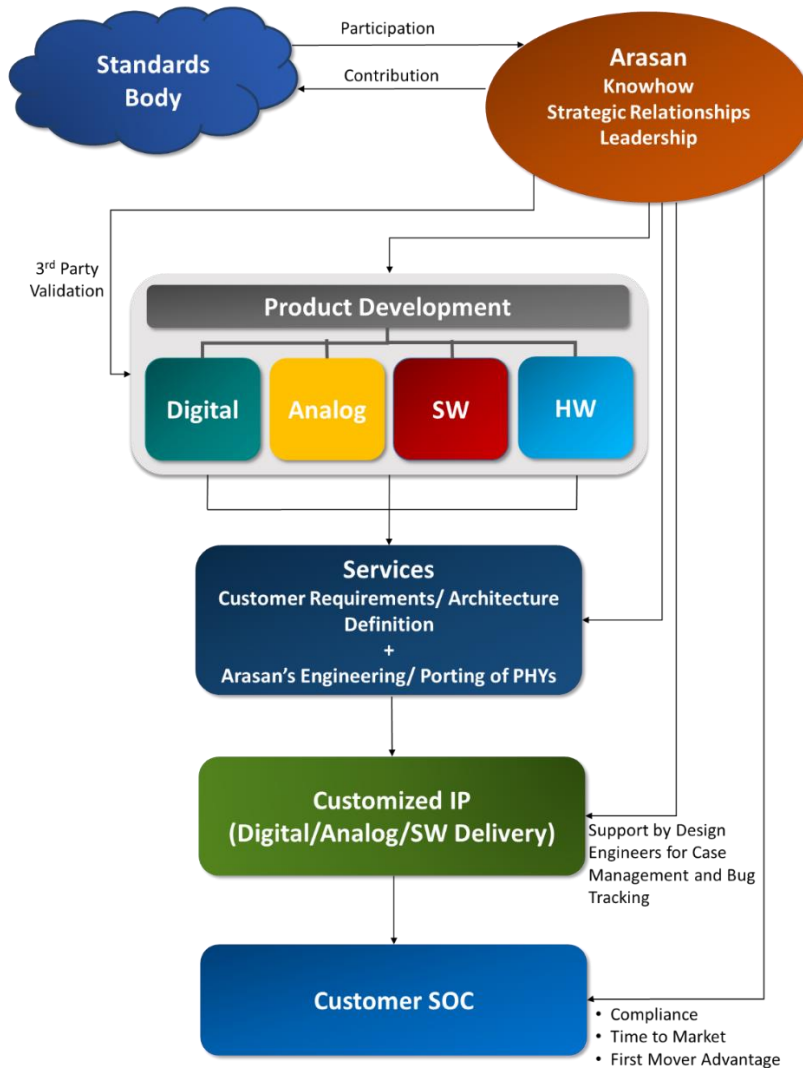 Participation
Standards
Body
Contribution
Arasan
Knowhow
Strategic Relationships
Leadership
3rd Party
Validation
Product Development
Digital
Analog
SW
HW
Services
Customer Requirements/ Architecture
Definition
+
Arasan's Engineering/ Porting of PHYs
Customized IP
(Digital/Analog/SW Delivery)
Support by Design
Engineers for Case
Management and Bug
Tracking
Customer SOC
• Compliance
• Time to Market
• First Mover Advantage